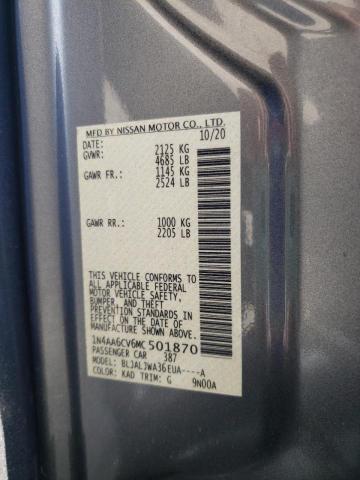 MFD BY NISSAN MOTOR CO., LTD.
DATE: 10/20
GVWR: 2125 KG
4685 LB
GAWR FR.: 1145 KG
2524 LB
GAWR RR.: 1000 KG
2205 LB
THIS VEHICLE CONFORMS TO
ALL APPLICABLE FEDERAL
MOTOR VEHICLE SAFETY,
BUMPER, AND THEFT
PREVENTION STANDARDS
IN EFFECT ON THE DATE OF
MANUFACTURE SHOWN ABOVE.
1N4AA6CV6MC501870
PASSENGER CAR 387
MODEL: BLJALJWA36EUA----A
COLOR: KAD TRIM: G 9N00A